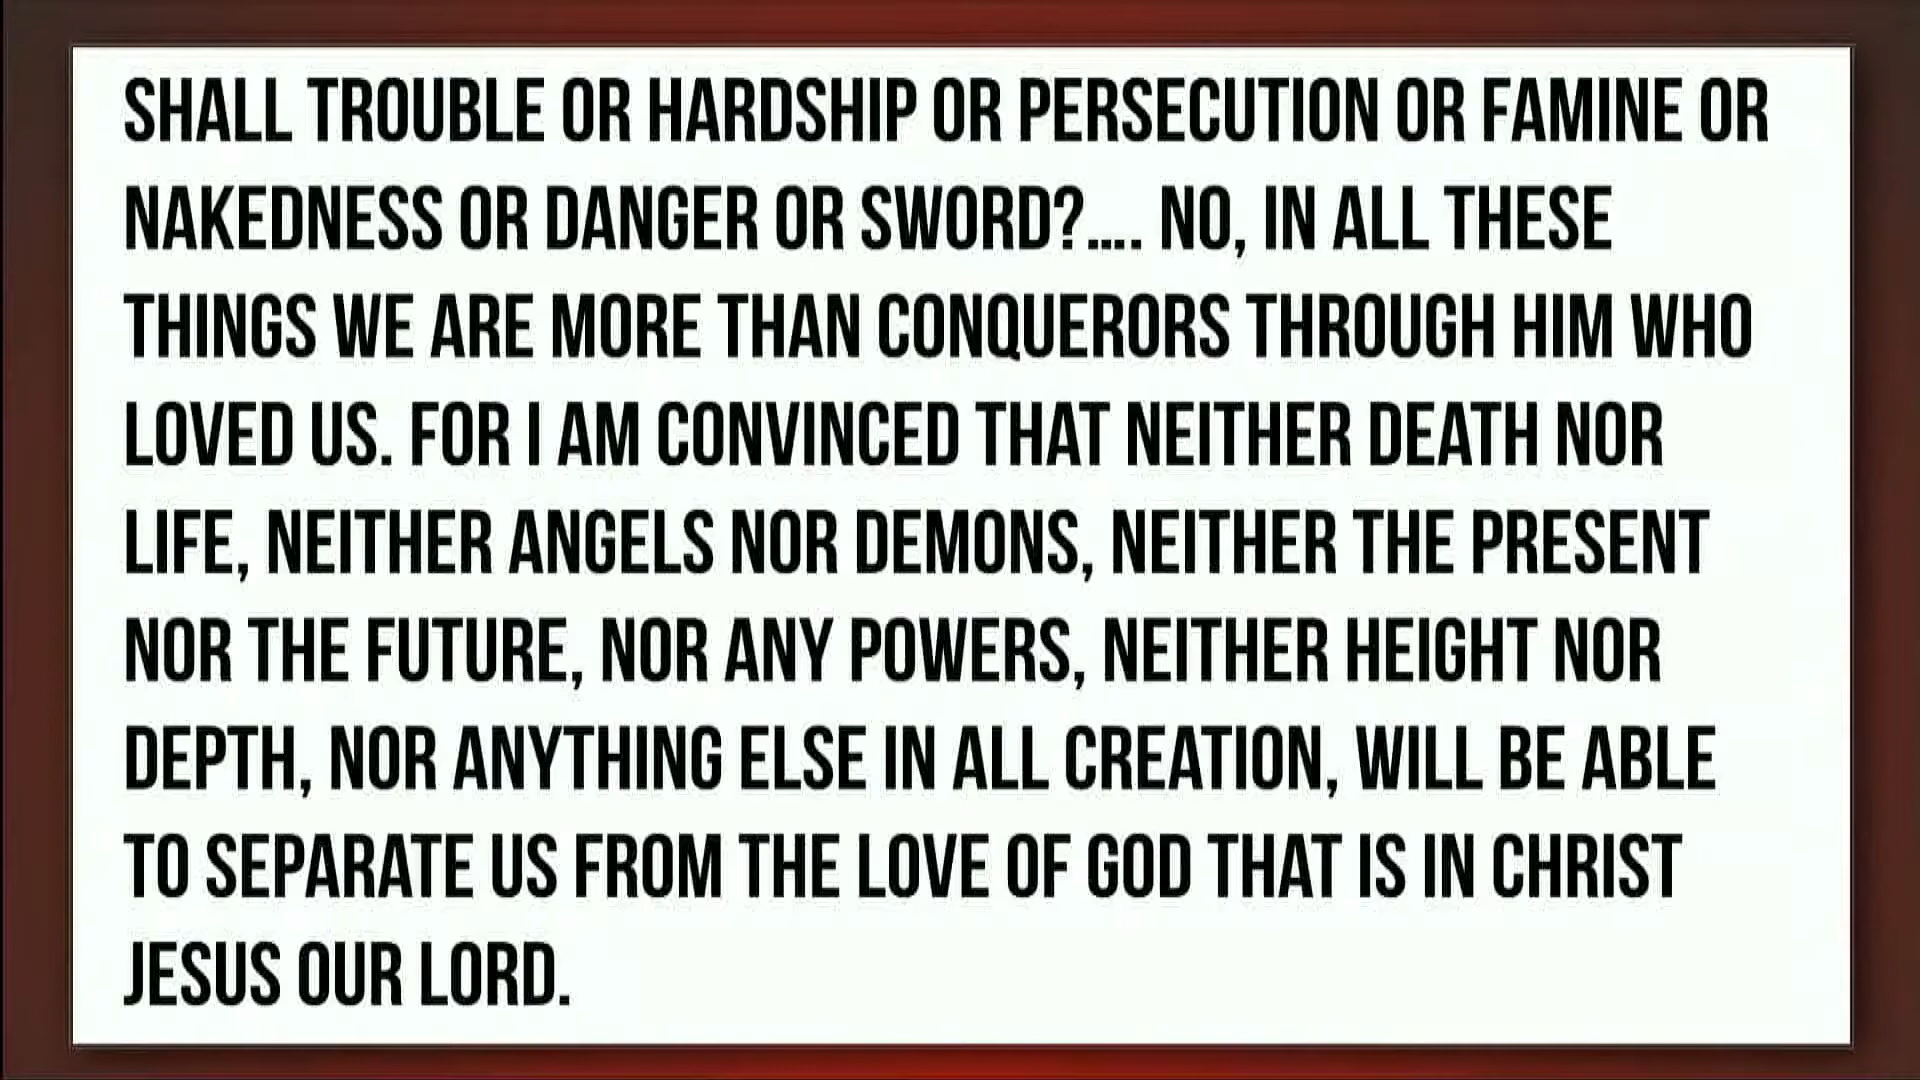 SHALL TROUBLE OR HARDSHIP OR PERSECUTION OR FAMINE OR
NAKEDNESS OR DANGER OR SWORD?.... NO, IN ALL THESE
THINGS WE ARE MORE THAN CONQUERORS THROUGH HIM WHO
LOVED US. FOR I AM CONVINCED THAT NEITHER DEATH NOR
LIFE, NEITHER ANGELS NOR DEMONS, NEITHER THE PRESENT
NOR THE FUTURE, NOR ANY POWERS, NEITHER HEIGHT NOR
DEPTH, NOR ANYTHING ELSE IN ALL CREATION, WILL BE ABLE
TO SEPARATE US FROM THE LOVE OF GOD THAT IS IN CHRIST
JESUS OUR LORD.